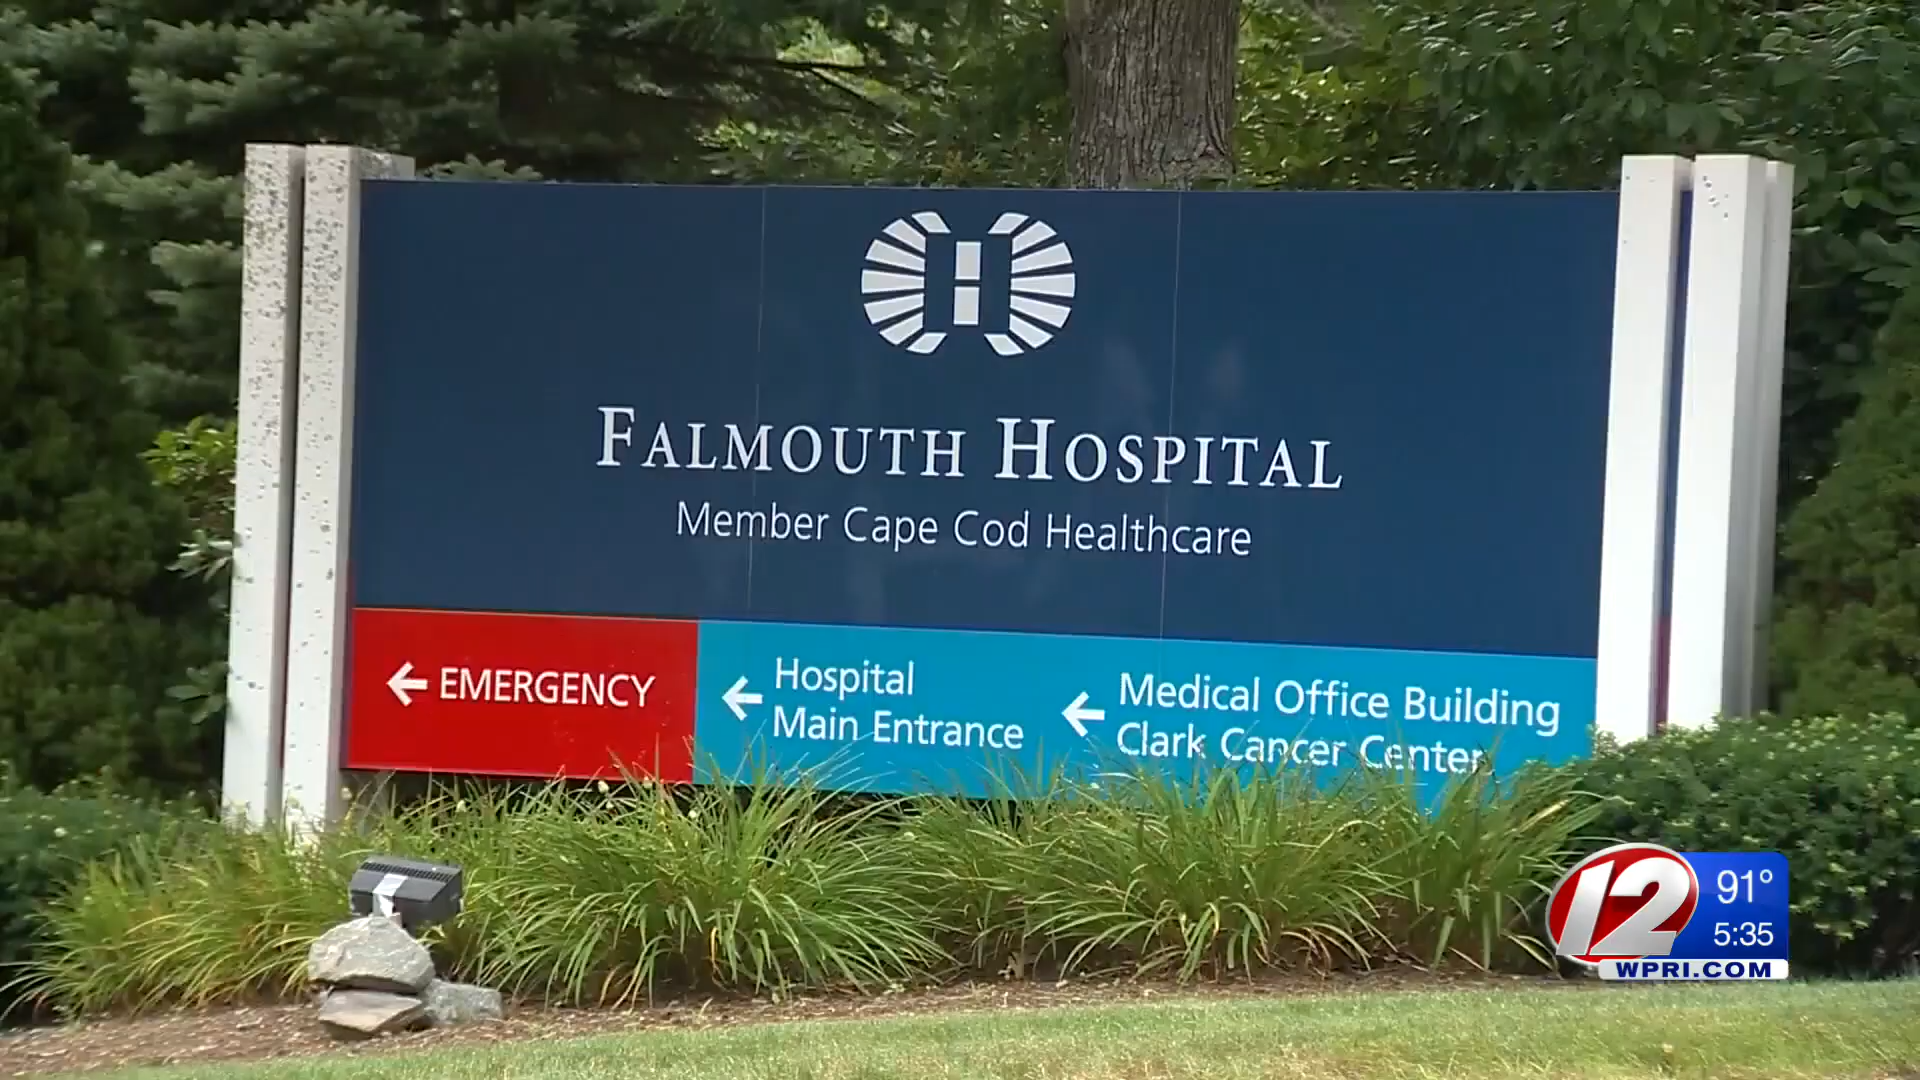 H
FALMOUTH HOSPITAL
Member Cape Cod Healthcare
EMERGENCY
Hospital
Main Entrance
Medical Office Building
Clark Cancer Center
12
91°
5:35
WPRI.COM